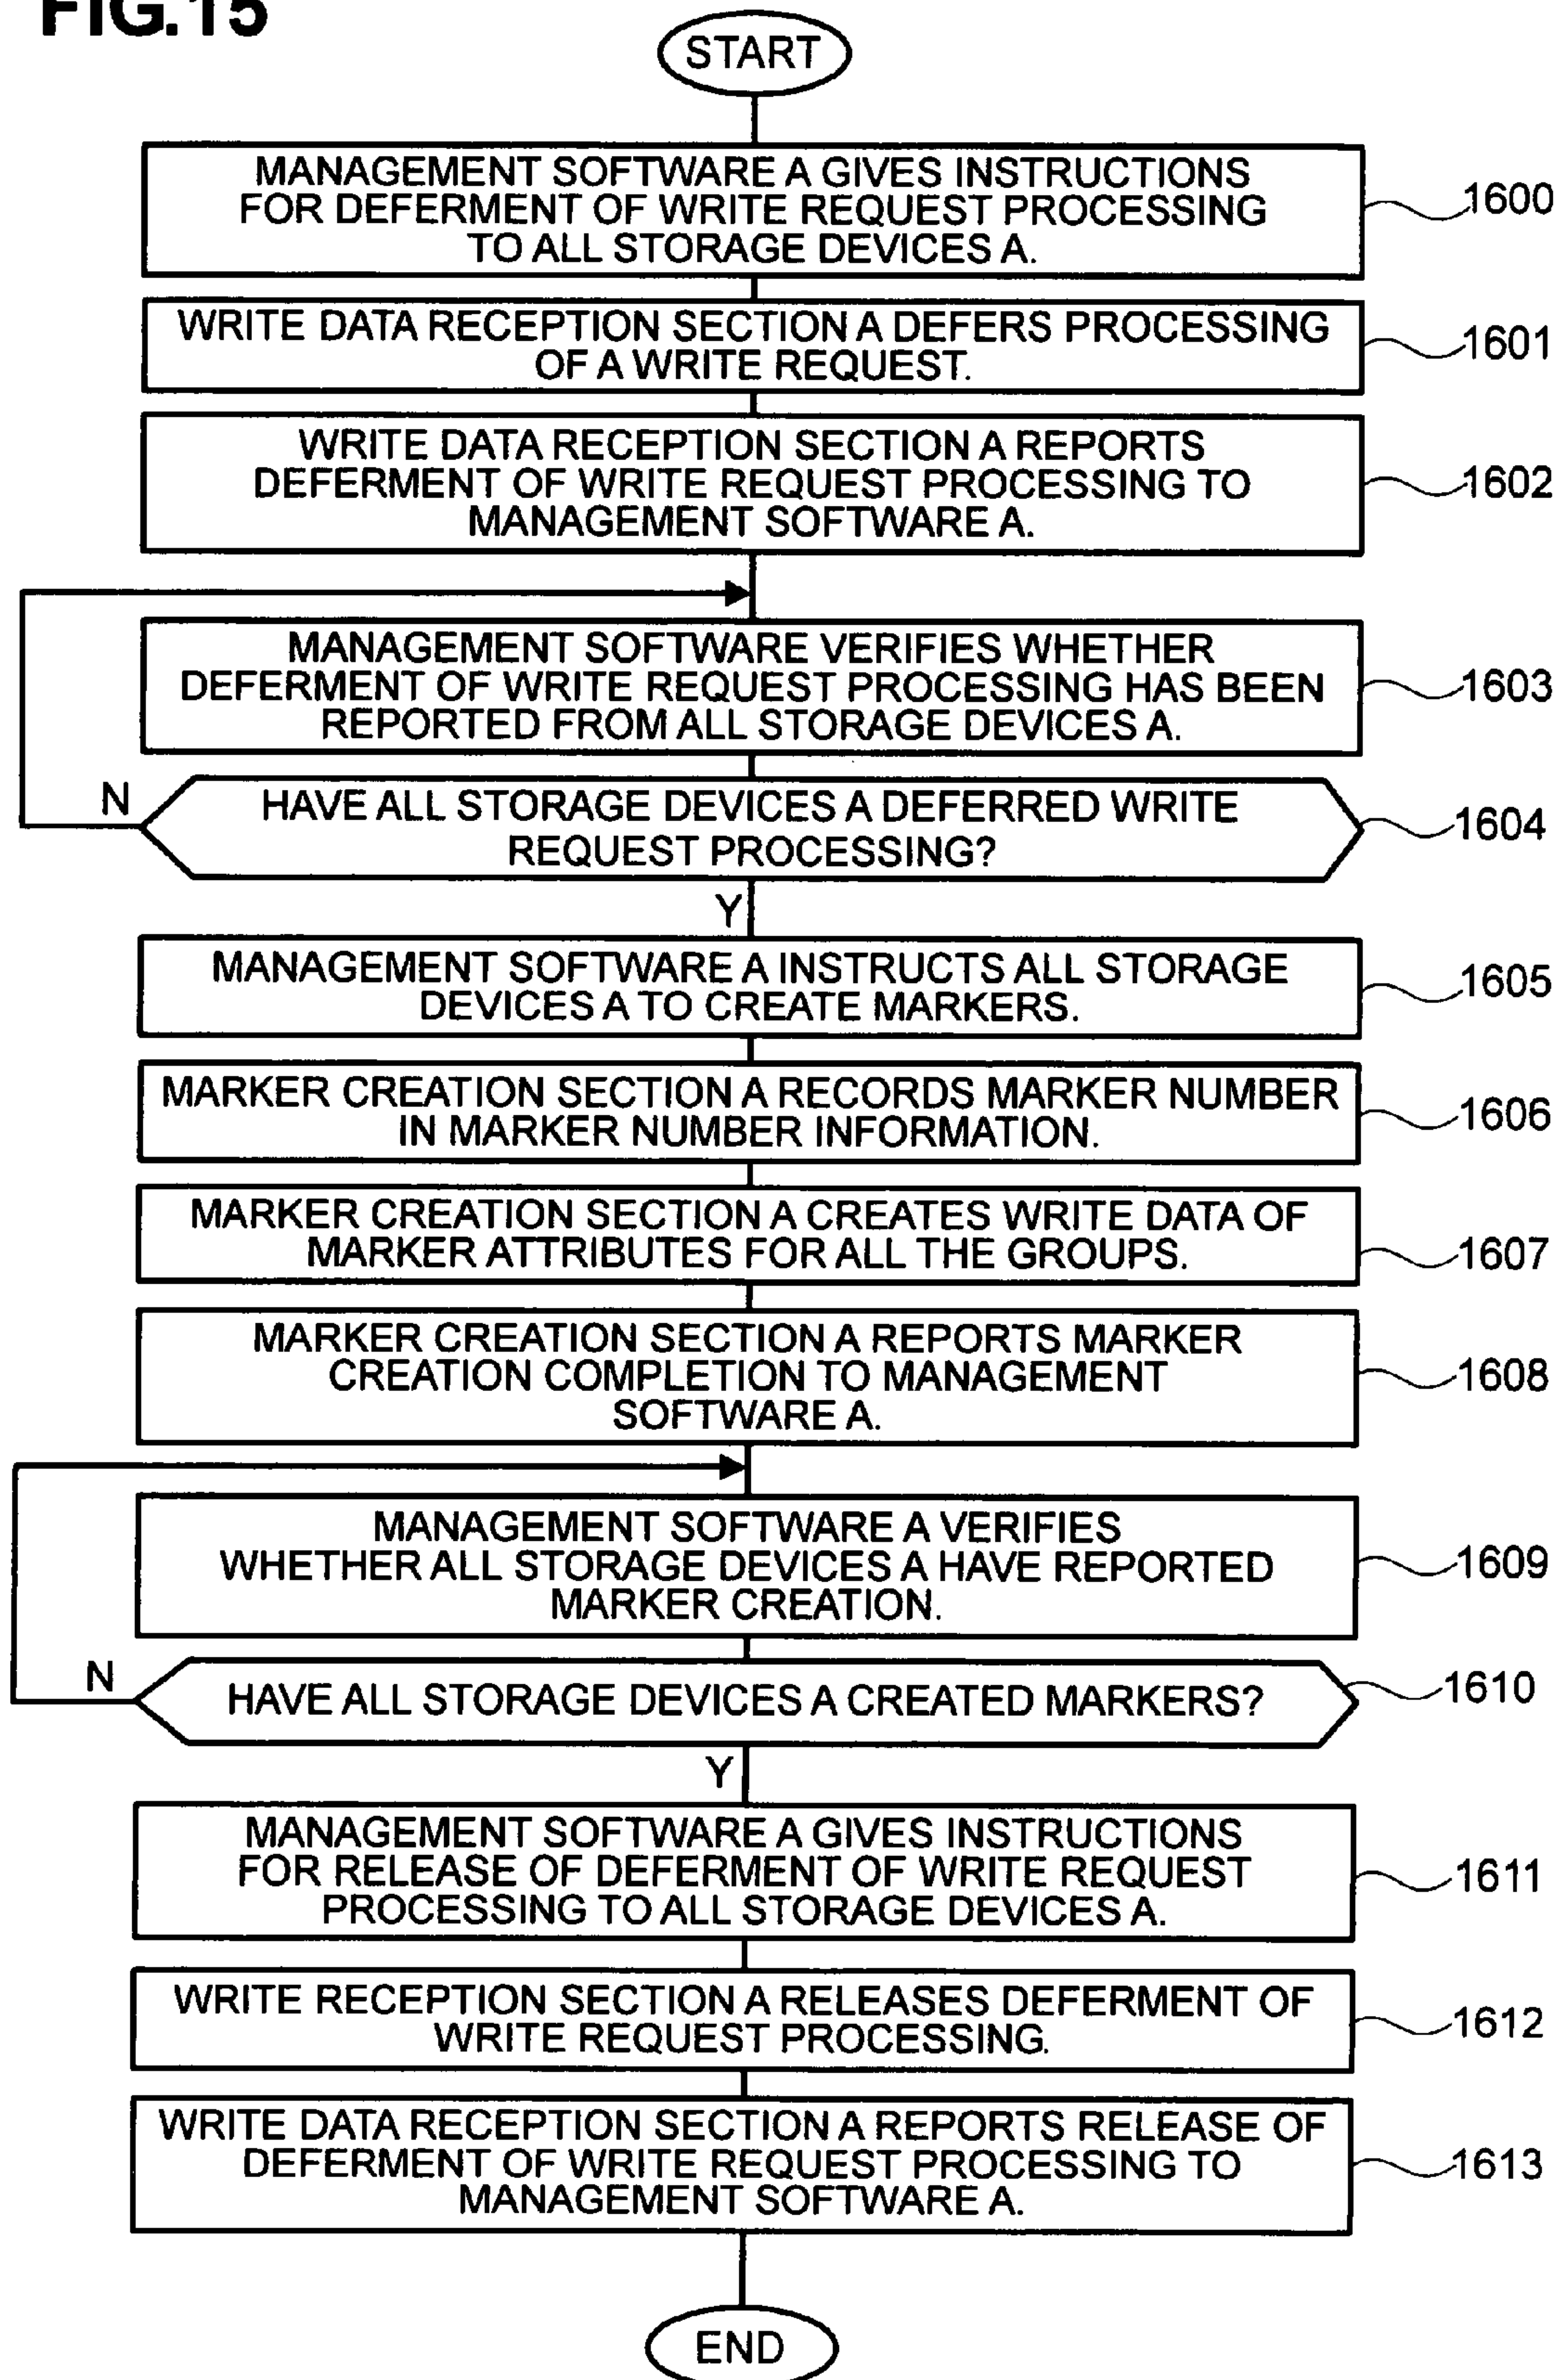 FIG.15
START
MANAGEMENT SOFTWARE A GIVES INSTRUCTIONS
FOR DEFERMENT OF WRITE REQUEST PROCESSING
TO ALL STORAGE DEVICES A.
1600
WRITE DATA RECEPTION SECTION A DEFERS PROCESSING
OF A WRITE REQUEST.
1601
WRITE DATA RECEPTION SECTION A REPORTS
DEFERMENT OF WRITE REQUEST PROCESSING TO
MANAGEMENT SOFTWARE A.
1602
MANAGEMENT SOFTWARE VERIFIES WHETHER
DEFERMENT OF WRITE REQUEST PROCESSING HAS BEEN
REPORTED FROM ALL STORAGE DEVICES A.
1603
N
HAVE ALL STORAGE DEVICES A DEFERRED WRITE
REQUEST PROCESSING?
1604
Y
MANAGEMENT SOFTWARE A INSTRUCTS ALL STORAGE
DEVICES A TO CREATE MARKERS.
1605
MARKER CREATION SECTION A RECORDS MARKER NUMBER
IN MARKER NUMBER INFORMATION.
1606
MARKER CREATION SECTION A CREATES WRITE DATA OF
MARKER ATTRIBUTES FOR ALL THE GROUPS.
1607
MARKER CREATION SECTION A REPORTS MARKER
CREATION COMPLETION TO MANAGEMENT
SOFTWARE A.
1608
MANAGEMENT SOFTWARE A VERIFIES
WHETHER ALL STORAGE DEVICES A HAVE REPORTED
MARKER CREATION.
1609
N
HAVE ALL STORAGE DEVICES A CREATED MARKERS?
1610
Y
MANAGEMENT SOFTWARE A GIVES INSTRUCTIONS
FOR RELEASE OF DEFERMENT OF WRITE REQUEST
PROCESSING TO ALL STORAGE DEVICES A.
1611
WRITE RECEPTION SECTION A RELEASES DEFERMENT OF
WRITE REQUEST PROCESSING.
1612
WRITE DATA RECEPTION SECTION A REPORTS RELEASE OF
DEFERMENT OF WRITE REQUEST PROCESSING TO
MANAGEMENT SOFTWARE A.
1613
END